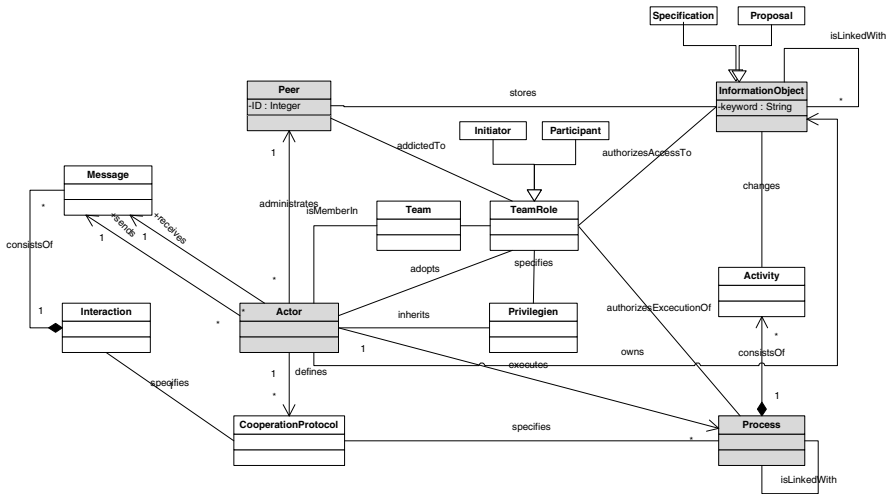 Specification
Proposal
isLinkedWith
Peer
-ID : Integer
stores
InformationObject
-keyword : String
*
Initiator
Participant
addictedTo
authorizesAccessTo
1
Message
changes
administrates
isMemberIn
Team
TeamRole
*
+sends
+receives
1
1
consistsOf
adopts
specifies
Activity
*
1
Interaction
*
Actor
inherits
Privilegien
authorizesExcecutionOf
*
*
1
owns
consistsOf
executes
1
defines
specifies
*
1
CooperationProtocol
specifies
*
Process
isLinkedWith